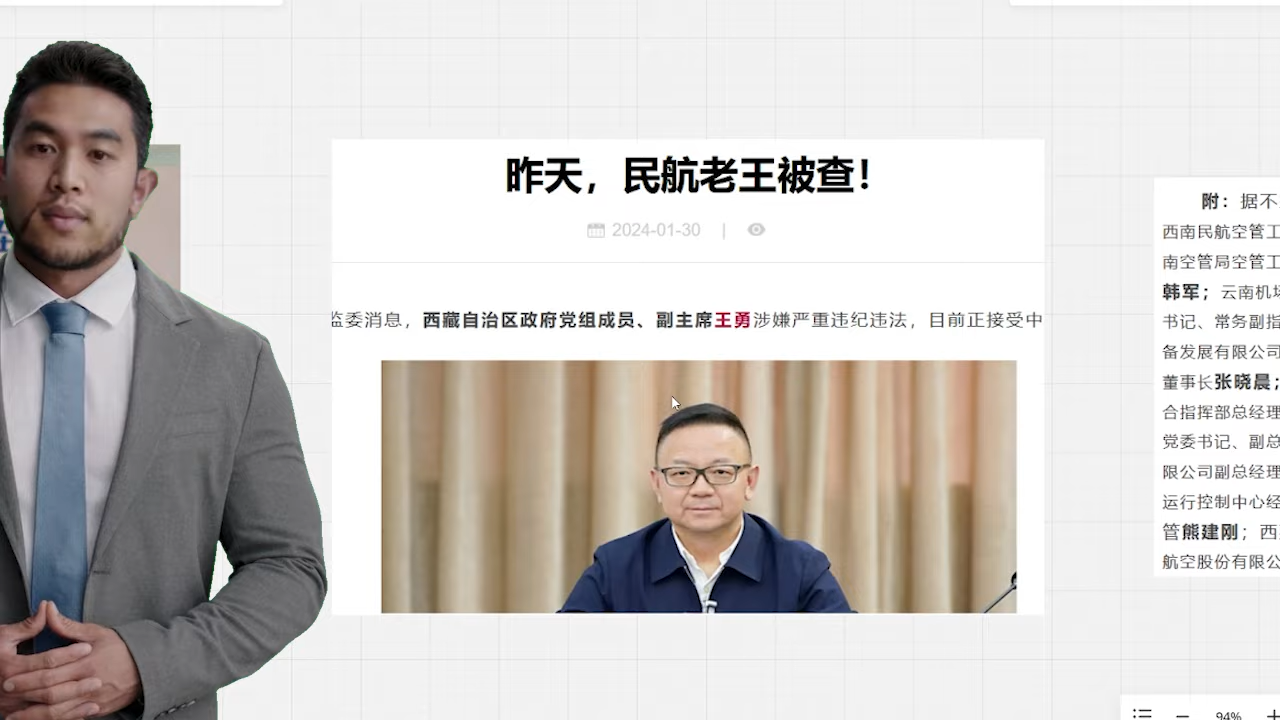 昨天，民航老王被查！
2024-01-30 |
监委消息，西藏自治区政府党组成员、副主席王勇涉嫌严重违纪违法，目前正接受中
附：据不
西南民航空管工
南空管局空管工
韩军；云南机场
书记、常务副指
备发展有限公司
董事长张晓晨；
合指挥部总经理
党委书记、副总
限公司副总经理
运行控制中心经
管熊建刚；西
航空股份有限公
94%